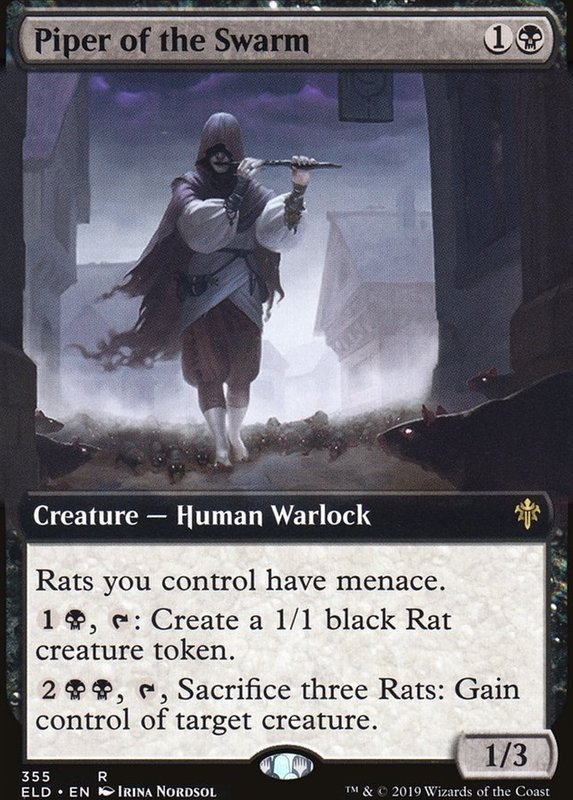 Piper of the Swarm 1
Creature — Human Warlock
Rats you control have menace.
1 , : Create a 1/1 black Rat
creature token.
2 , , Sacrifice three Rats: Gain
control of target creature.
1/3
355 R
ELD • EN Irina Nordsol
™ & © 2019 Wizards of the Coast